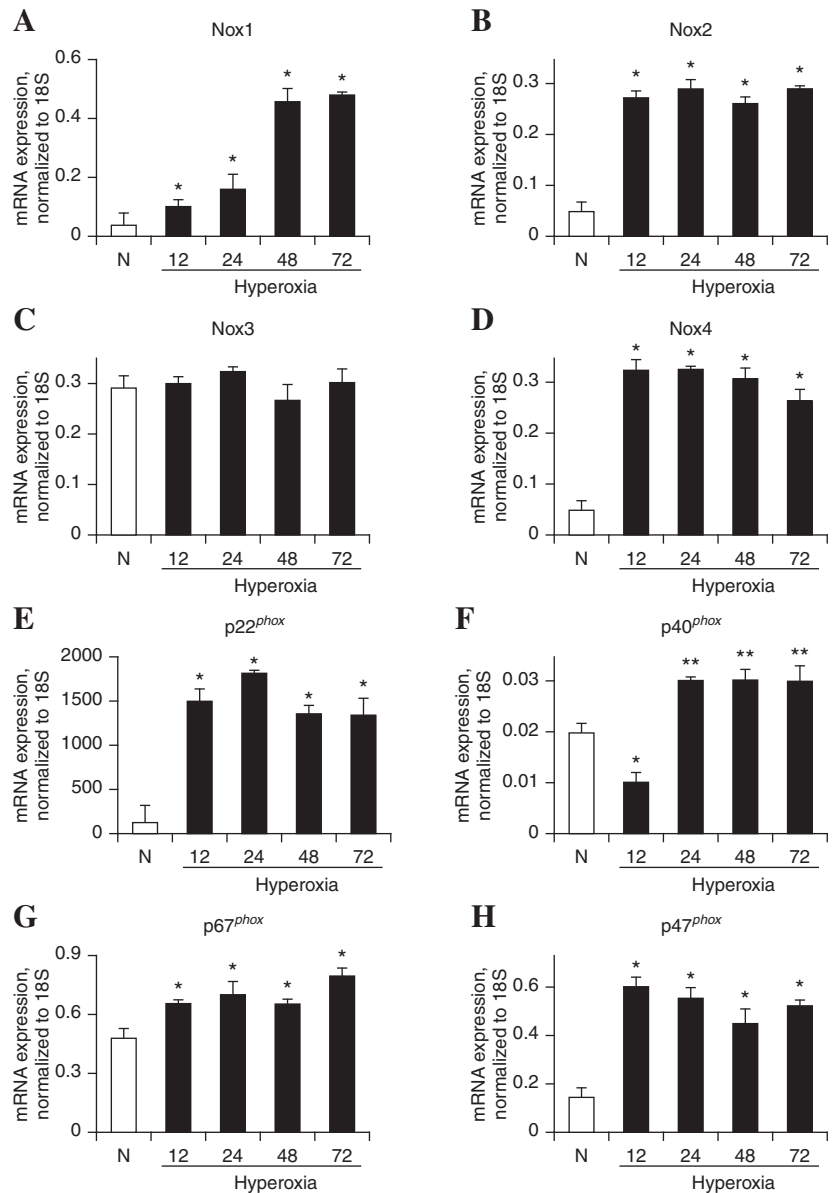 A
Nox1
mRNA expression,
normalized to 18S
0.6
0.4
0.2
0
*
*
*
*
N 12 24 48 72
Hyperoxia
B
Nox2
mRNA expression,
normalized to 18S
0.3
0.2
0.1
0
*
*
*
*
N 12 24 48 72
Hyperoxia
C
Nox3
mRNA expression,
normalized to 18S
0.3
0.2
0.1
0
N 12 24 48 72
Hyperoxia
D
Nox4
mRNA expression,
normalized to 18S
0.3
0.2
0.1
0
*
*
*
*
N 12 24 48 72
Hyperoxia
E
p22phox
mRNA expression,
normalized to 18S
2000
1500
1000
500
0
*
*
*
*
N 12 24 48 72
Hyperoxia
F
p40phox
mRNA expression,
normalized to 18S
0.03
0.02
0.01
0
*
**
**
**
N 12 24 48 72
Hyperoxia
G
p67phox
mRNA expression,
normalized to 18S
0.9
0.6
0.3
0
*
*
*
*
N 12 24 48 72
Hyperoxia
H
p47phox
mRNA expression,
normalized to 18S
0.6
0.4
0.2
0
*
*
*
*
N 12 24 48 72
Hyperoxia